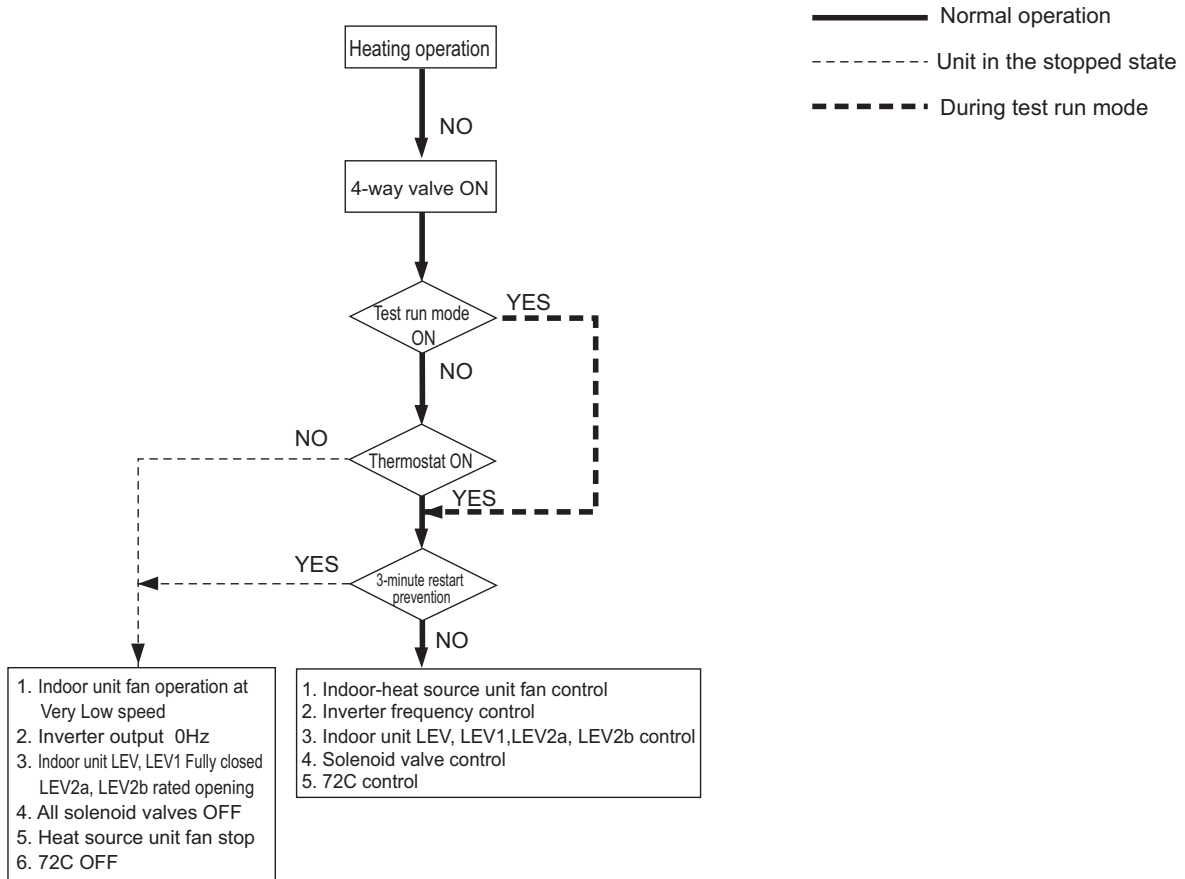 Normal operation
Unit in the stopped state
During test run mode
Heating operation
NO
4-way valve ON
Test run mode
ON
YES
NO
Thermostat ON
NO
YES
3-minute restart
prevention
YES
NO
1. Indoor unit fan operation at
Very Low speed
2. Inverter output 0Hz
3. Indoor unit LEV, LEV1 Fully closed
LEV2a, LEV2b rated opening
4. All solenoid valves OFF
5. Heat source unit fan stop
6. 72C OFF
1. Indoor-heat source unit fan control
2. Inverter frequency control
3. Indoor unit LEV, LEV1,LEV2a, LEV2b control
4. Solenoid valve control
5. 72C control